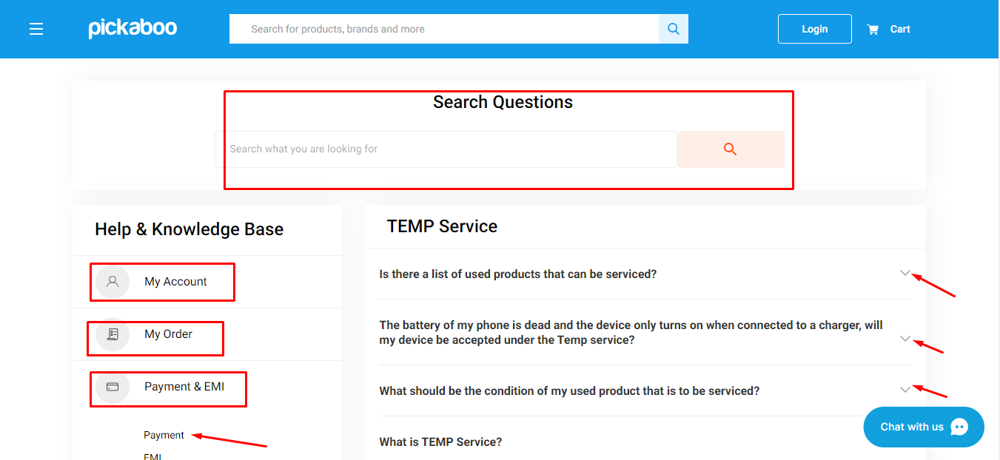 pickaboo
Search for products, brands and more
Login
Cart
Search Questions
Search what you are looking for
Help & Knowledge Base
My Account
My Order
Payment & EMI
Payment
EMI
TEMP Service
Is there a list of used products that can be serviced?
The battery of my phone is dead and the device only turns on when connected to a charger, will
my device be accepted under the Temp service?
What should be the condition of my used product that is to be serviced?
What is TEMP Service?
Chat with us